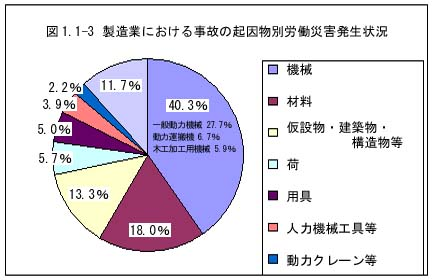 図1.1-3 製造業における事故の起因物別労働災害発生状況
40.3%
一般動力機械 27.7%
動力運搬機 6.7%
木工加工用機械 5.9%
18.0%
13.3%
5.7%
5.0%
3.9%
2.2%
11.7%
機械
材料
仮設物・建築物・
構造物等
荷
用具
人力機械工具等
動力クレーン等